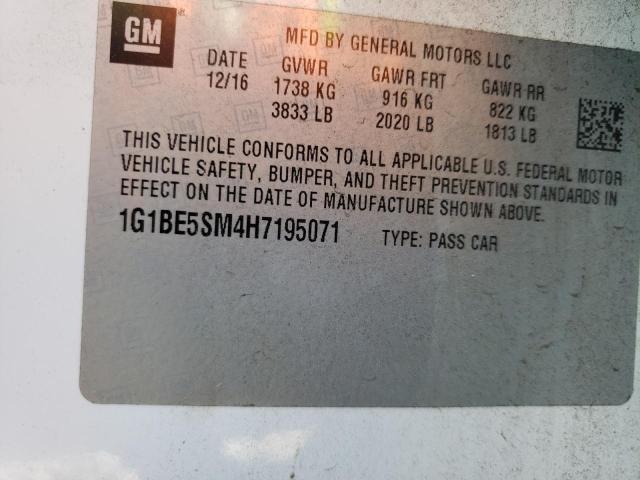 GM
MFD BY GENERAL MOTORS LLC
DATE GVWR GAWR FRT GAWR RR
12/16 1738 KG 916 KG 822 KG
3833 LB 2020 LB 1813 LB
THIS VEHICLE CONFORMS TO ALL APPLICABLE U.S. FEDERAL MOTOR
VEHICLE SAFETY, BUMPER, AND THEFT PREVENTION STANDARDS IN
EFFECT ON THE DATE OF MANUFACTURE SHOWN ABOVE.
1G1BE5SM4H7195071 TYPE: PASS CAR